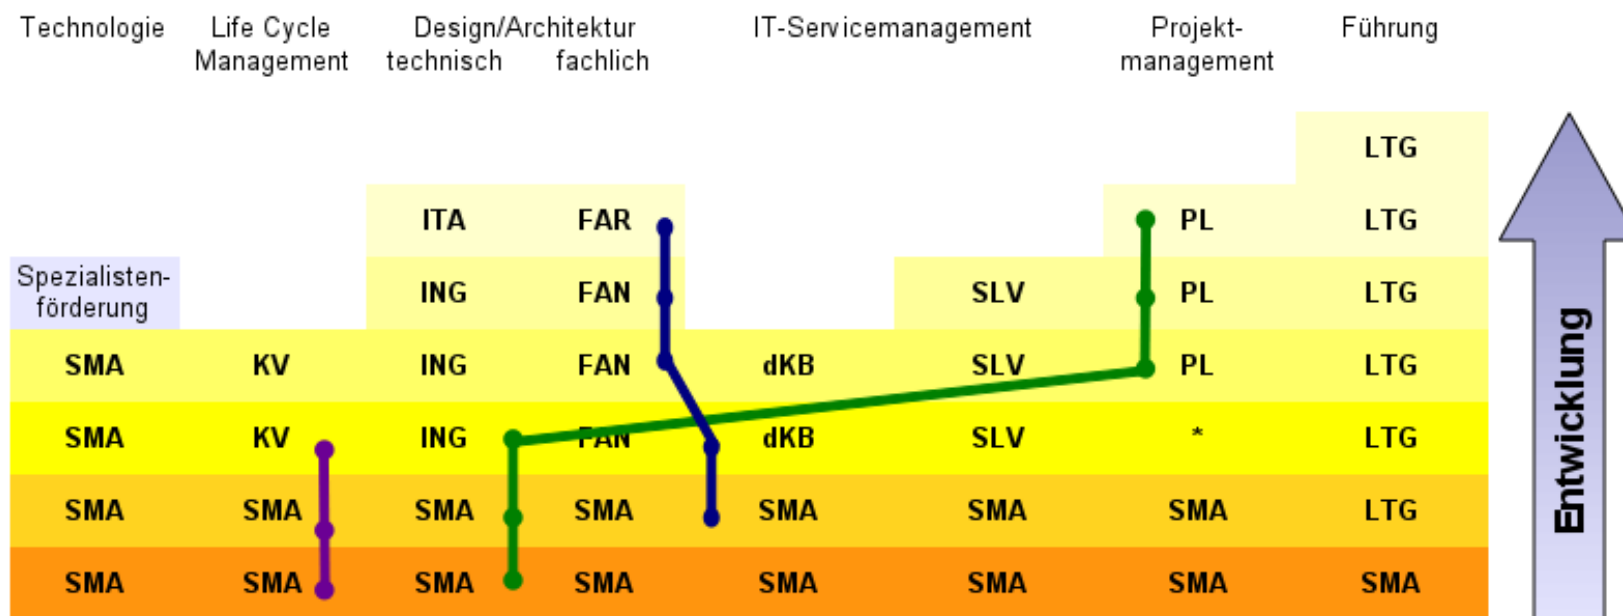 Technologie Life Cycle Design/Architektur IT-Servicemanagement Projekt- Führung
Management technisch fachlich management
LTG
ITA FAR PL LTG
Spezialisten-
förderung
ING FAN SLV PL LTG
SMA KV ING FAN dKB SLV PL LTG
SMA KV ING FAN dKB SLV * LTG
SMA SMA SMA SMA SMA SMA SMA LTG
SMA SMA SMA SMA SMA SMA SMA SMA
Entwicklung